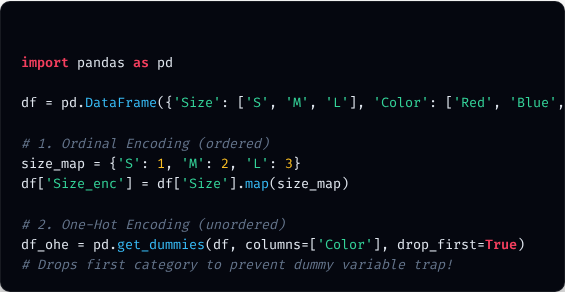 import pandas as pd
df = pd.DataFrame({'Size': ['S', 'M', 'L'], 'Color': ['Red', 'Blue',
# 1. Ordinal Encoding (ordered)
size_map = {'S': 1, 'M': 2, 'L': 3}
df['Size_enc'] = df['Size'].map(size_map)
# 2. One-Hot Encoding (unordered)
df_ohe = pd.get_dummies(df, columns=['Color'], drop_first=True)
# Drops first category to prevent dummy variable trap!